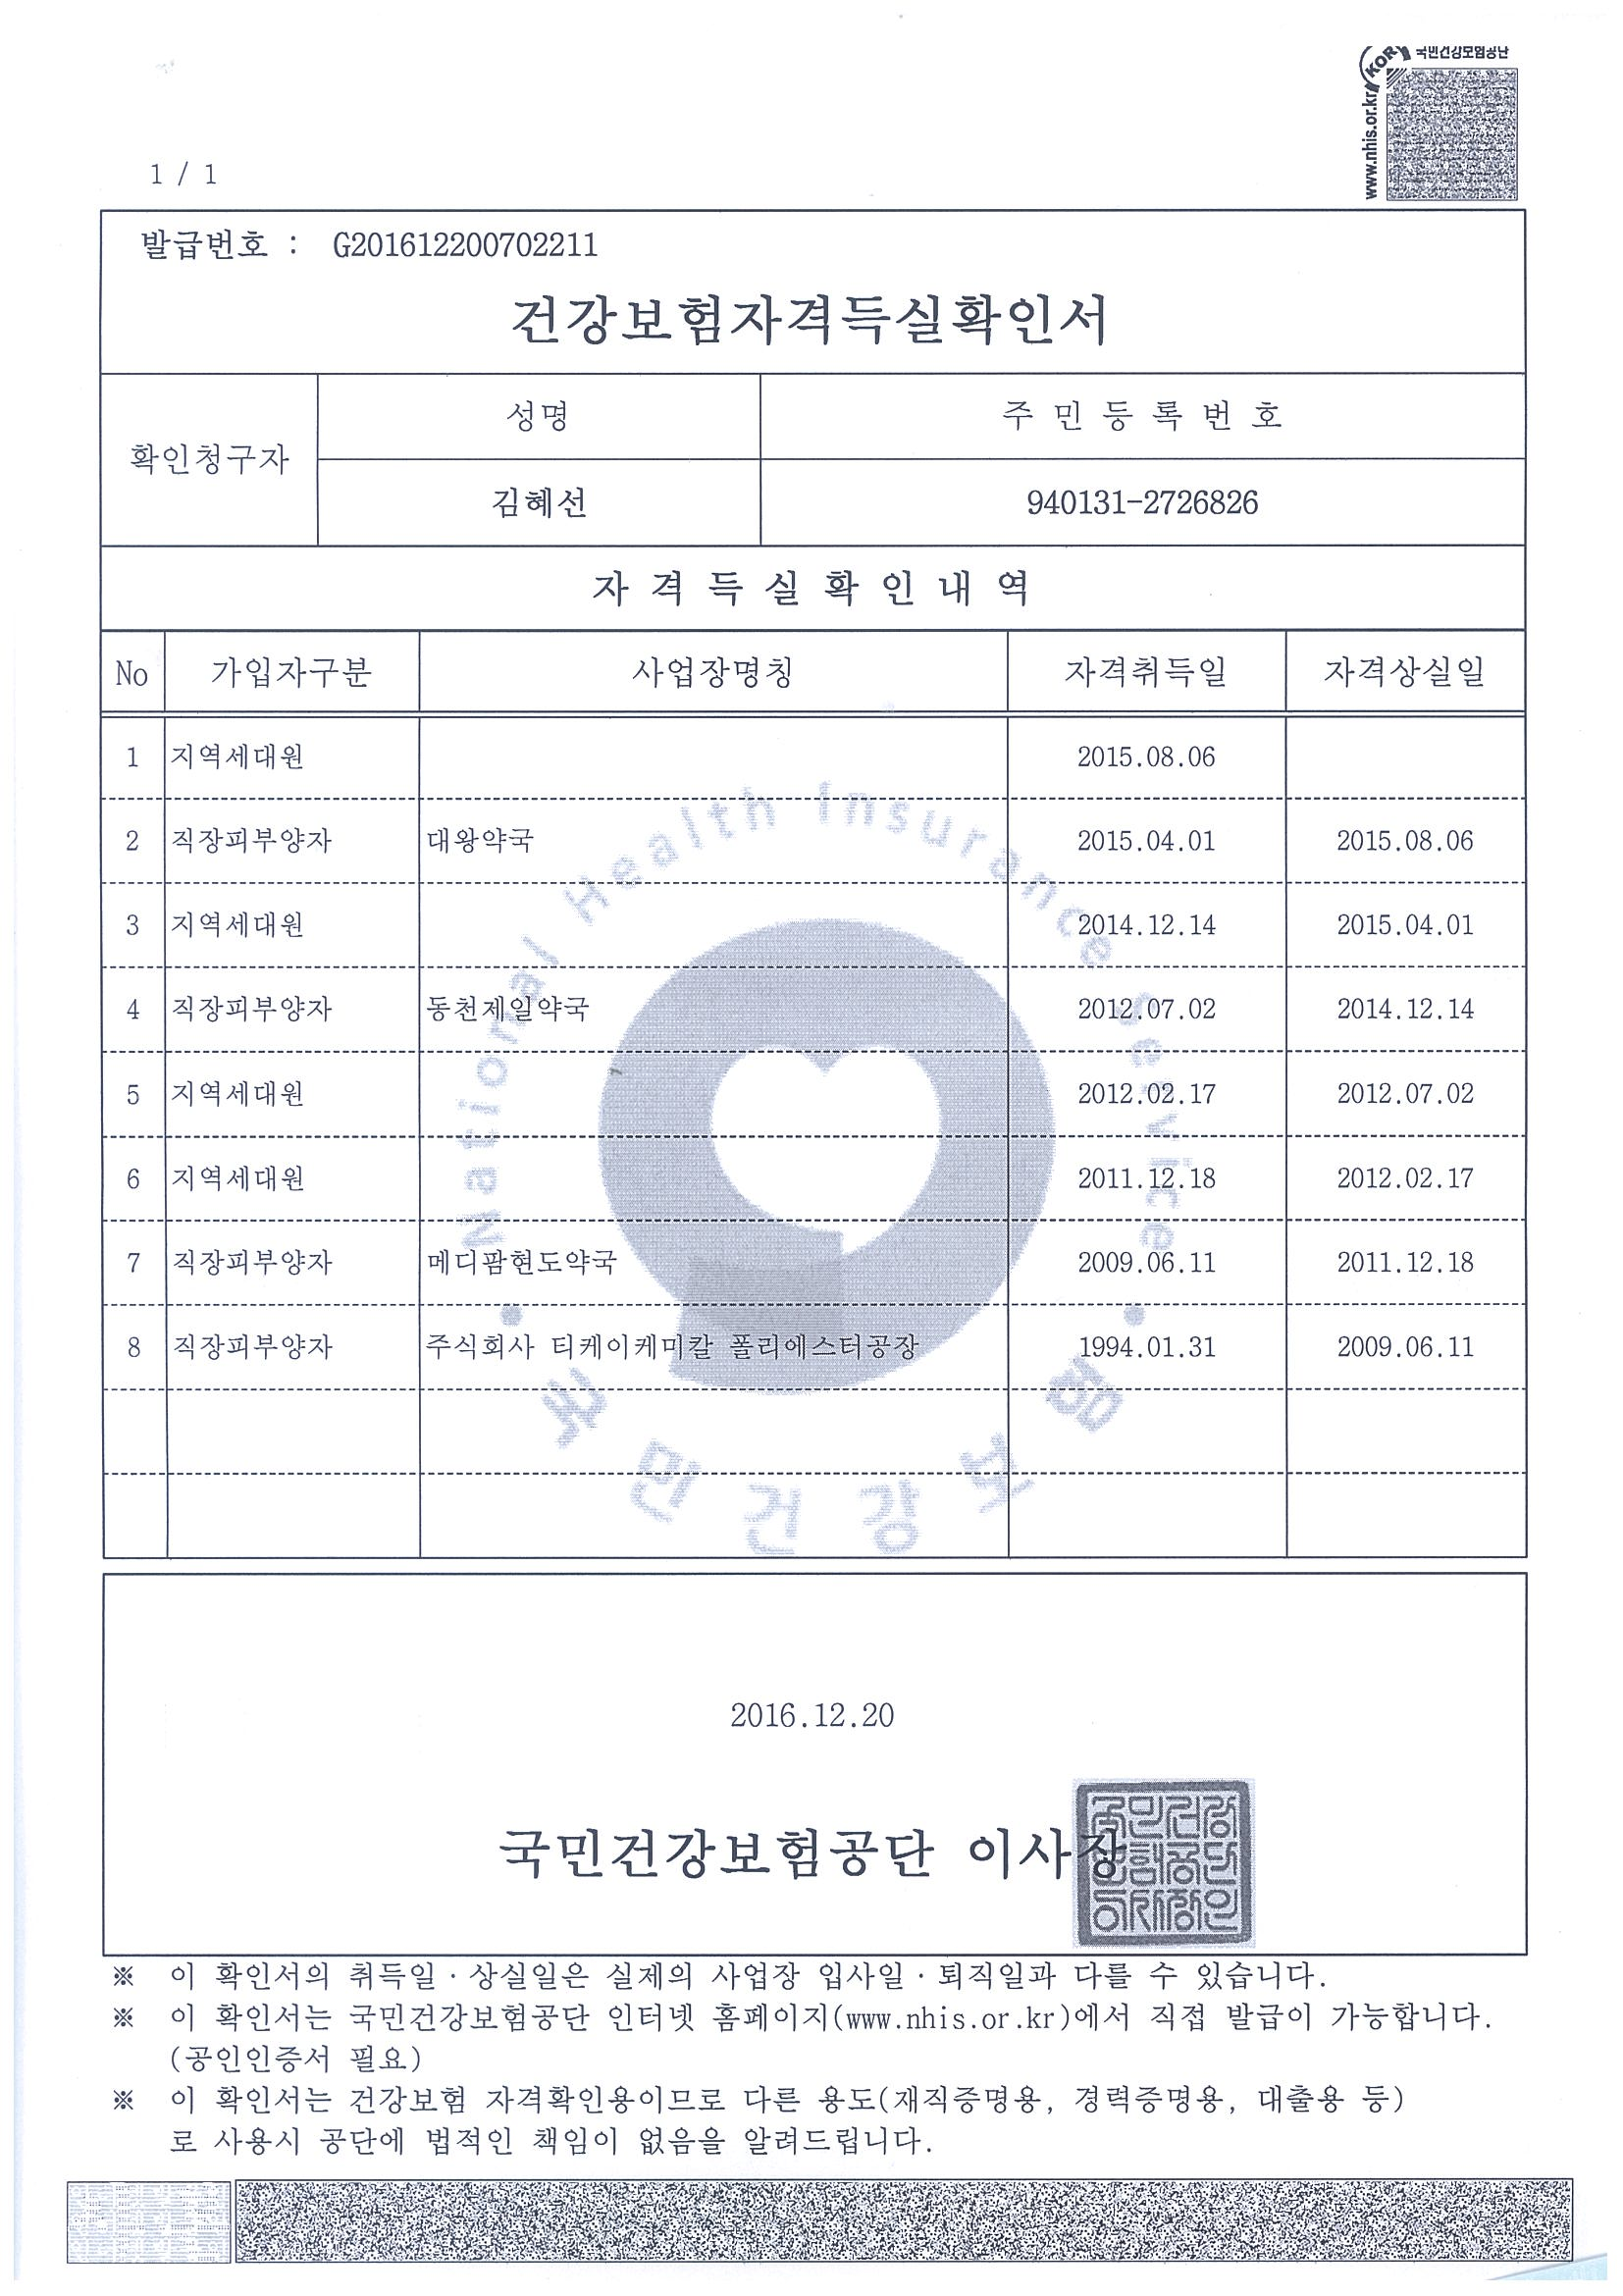 국민건강보험공단
KOR
www.nhis.or.kr
1 / 1
발급번호 : G201612200702211
건강보험자격득실확인서
확인청구자 성명 주 민 등 록 번 호
김혜선 940131-2726826
자 격 득 실 확 인 내 역
No 가입자구분 사업장명칭 자격취득일 자격상실일
1 지역세대원 2015.08.06
2 직장피부양자 대왕약국 2015.04.01 2015.08.06
3 지역세대원 2014.12.14 2015.04.01
4 직장피부양자 동천제일약국 2012.07.02 2014.12.14
5 지역세대원 2012.02.17 2012.07.02
6 지역세대원 2011.12.18 2012.02.17
7 직장피부양자 메디팜현도약국 2009.06.11 2011.12.18
8 직장피부양자 주식회사 티케이케미칼 폴리에스터공장 1994.01.31 2009.06.11
National Health Insurance Service
국민건강보험
2016.12.20
국민건강보험공단 이사장
국민건강
보험공단
이사장인
※ 이 확인서의 취득일·상실일은 실제의 사업장 입사일·퇴직일과 다를 수 있습니다.
※ 이 확인서는 국민건강보험공단 인터넷 홈페이지(www.nhis.or.kr)에서 직접 발급이 가능합니다.
(공인인증서 필요)
※ 이 확인서는 건강보험 자격확인용이므로 다른 용도(재직증명용, 경력증명용, 대출용 등)
로 사용시 공단에 법적인 책임이 없음을 알려드립니다.